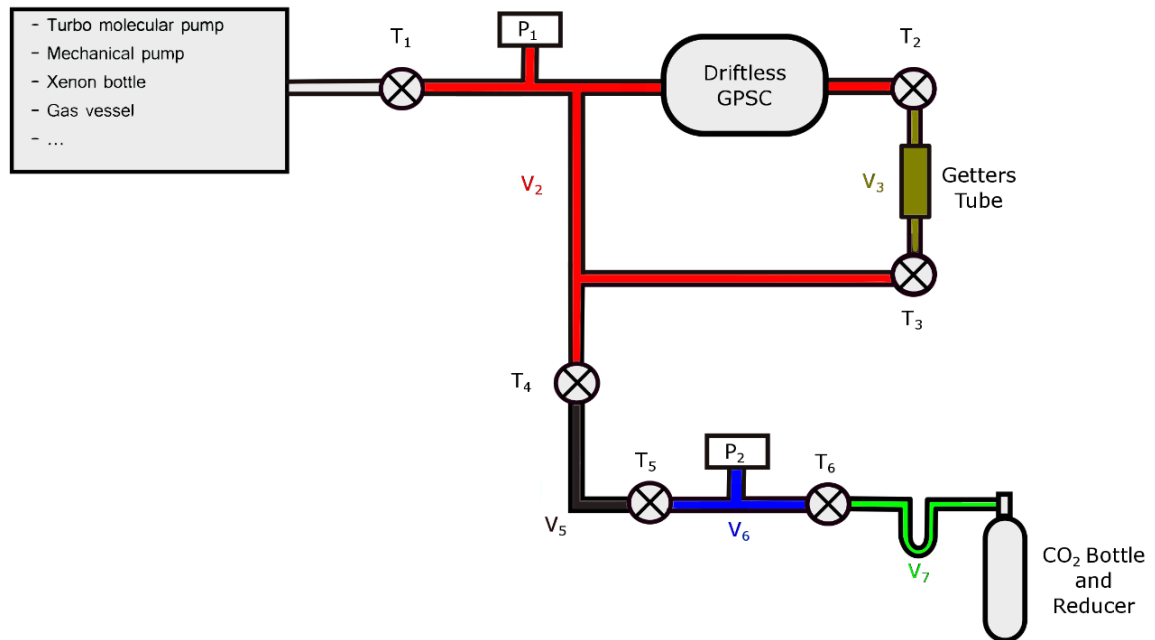 - Turbo molecular pump
- Mechanical pump
- Xenon bottle
- Gas vessel
- ...
T₁
P₁
Driftless
GPSC
T₂
V₂
V₃
Getters
Tube
T₃
T₄
V₅
T₅
P₂
V₆
T₆
V₇
CO₂ Bottle
and
Reducer